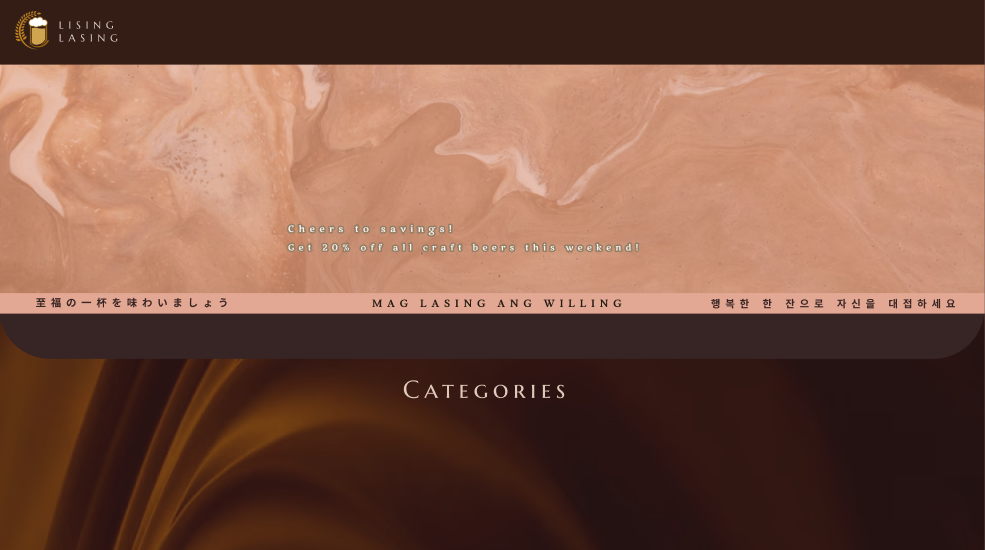 LISING
LASING
Cheers to savings!
Get 20% off all craft beers this weekend!
至福の一杯を味わいましょう
MAG LASING ANG WILLING
행복한 한 잔으로 자신을 대접하세요
CATEGORIES